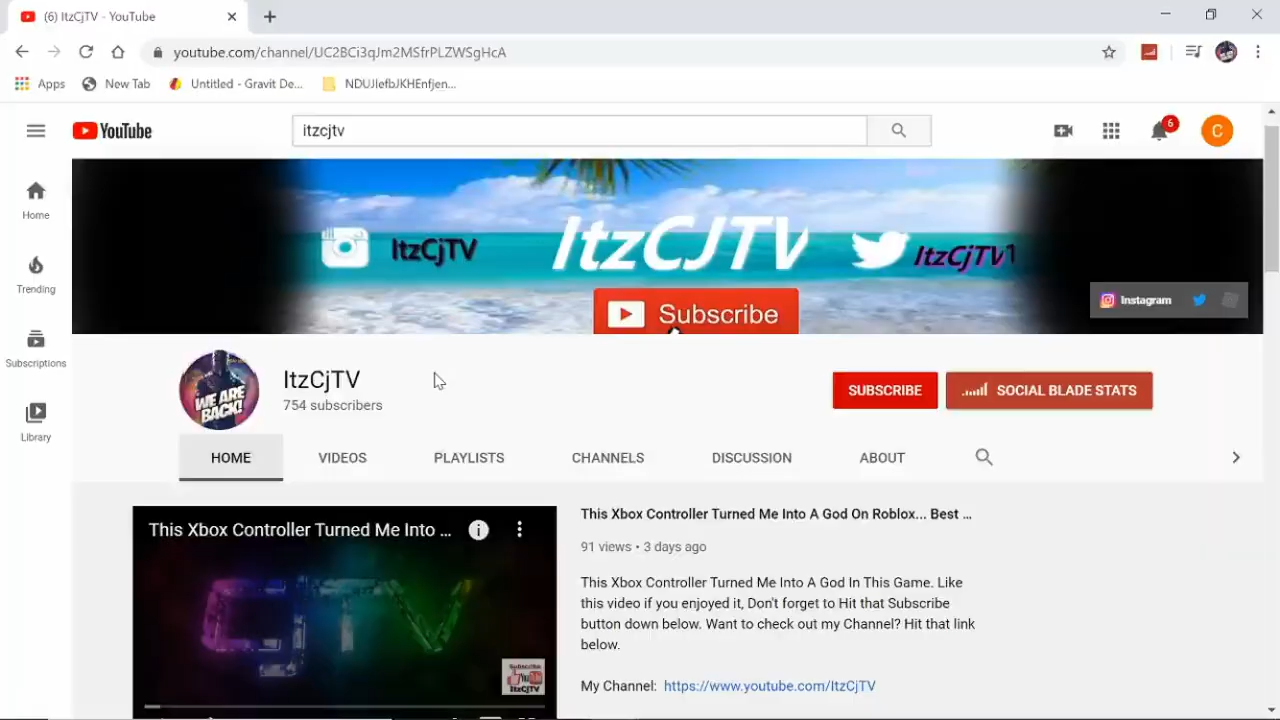 (6) ItzCjTV - YouTube
youtube.com/channel/UC2BCi3qJm2MSfrPLZWSgHcA
Apps
New Tab
Untitled - Gravit De...
NDUJIefbJKHEnfjen...
YouTube
itzcjtv
6
C
Home
Trending
Subscriptions
Library
ItzCjTV
ItzCJTV
ItzCjTV1
Subscribe
Instagram
WE ARE BACK!
ItzCjTV
754 subscribers
SUBSCRIBE
SOCIAL BLADE STATS
HOME
VIDEOS
PLAYLISTS
CHANNELS
DISCUSSION
ABOUT
This Xbox Controller Turned Me Into ...
CJTV
Subscribe
YouTube
ItzCjTV
This Xbox Controller Turned Me Into A God On Roblox... Best ...
91 views • 3 days ago
This Xbox Controller Turned Me Into A God In This Game. Like
this video if you enjoyed it, Don't forget to Hit that Subscribe
button down below. Want to check out my Channel? Hit that link
below.
My Channel: https://www.youtube.com/ItzCjTV